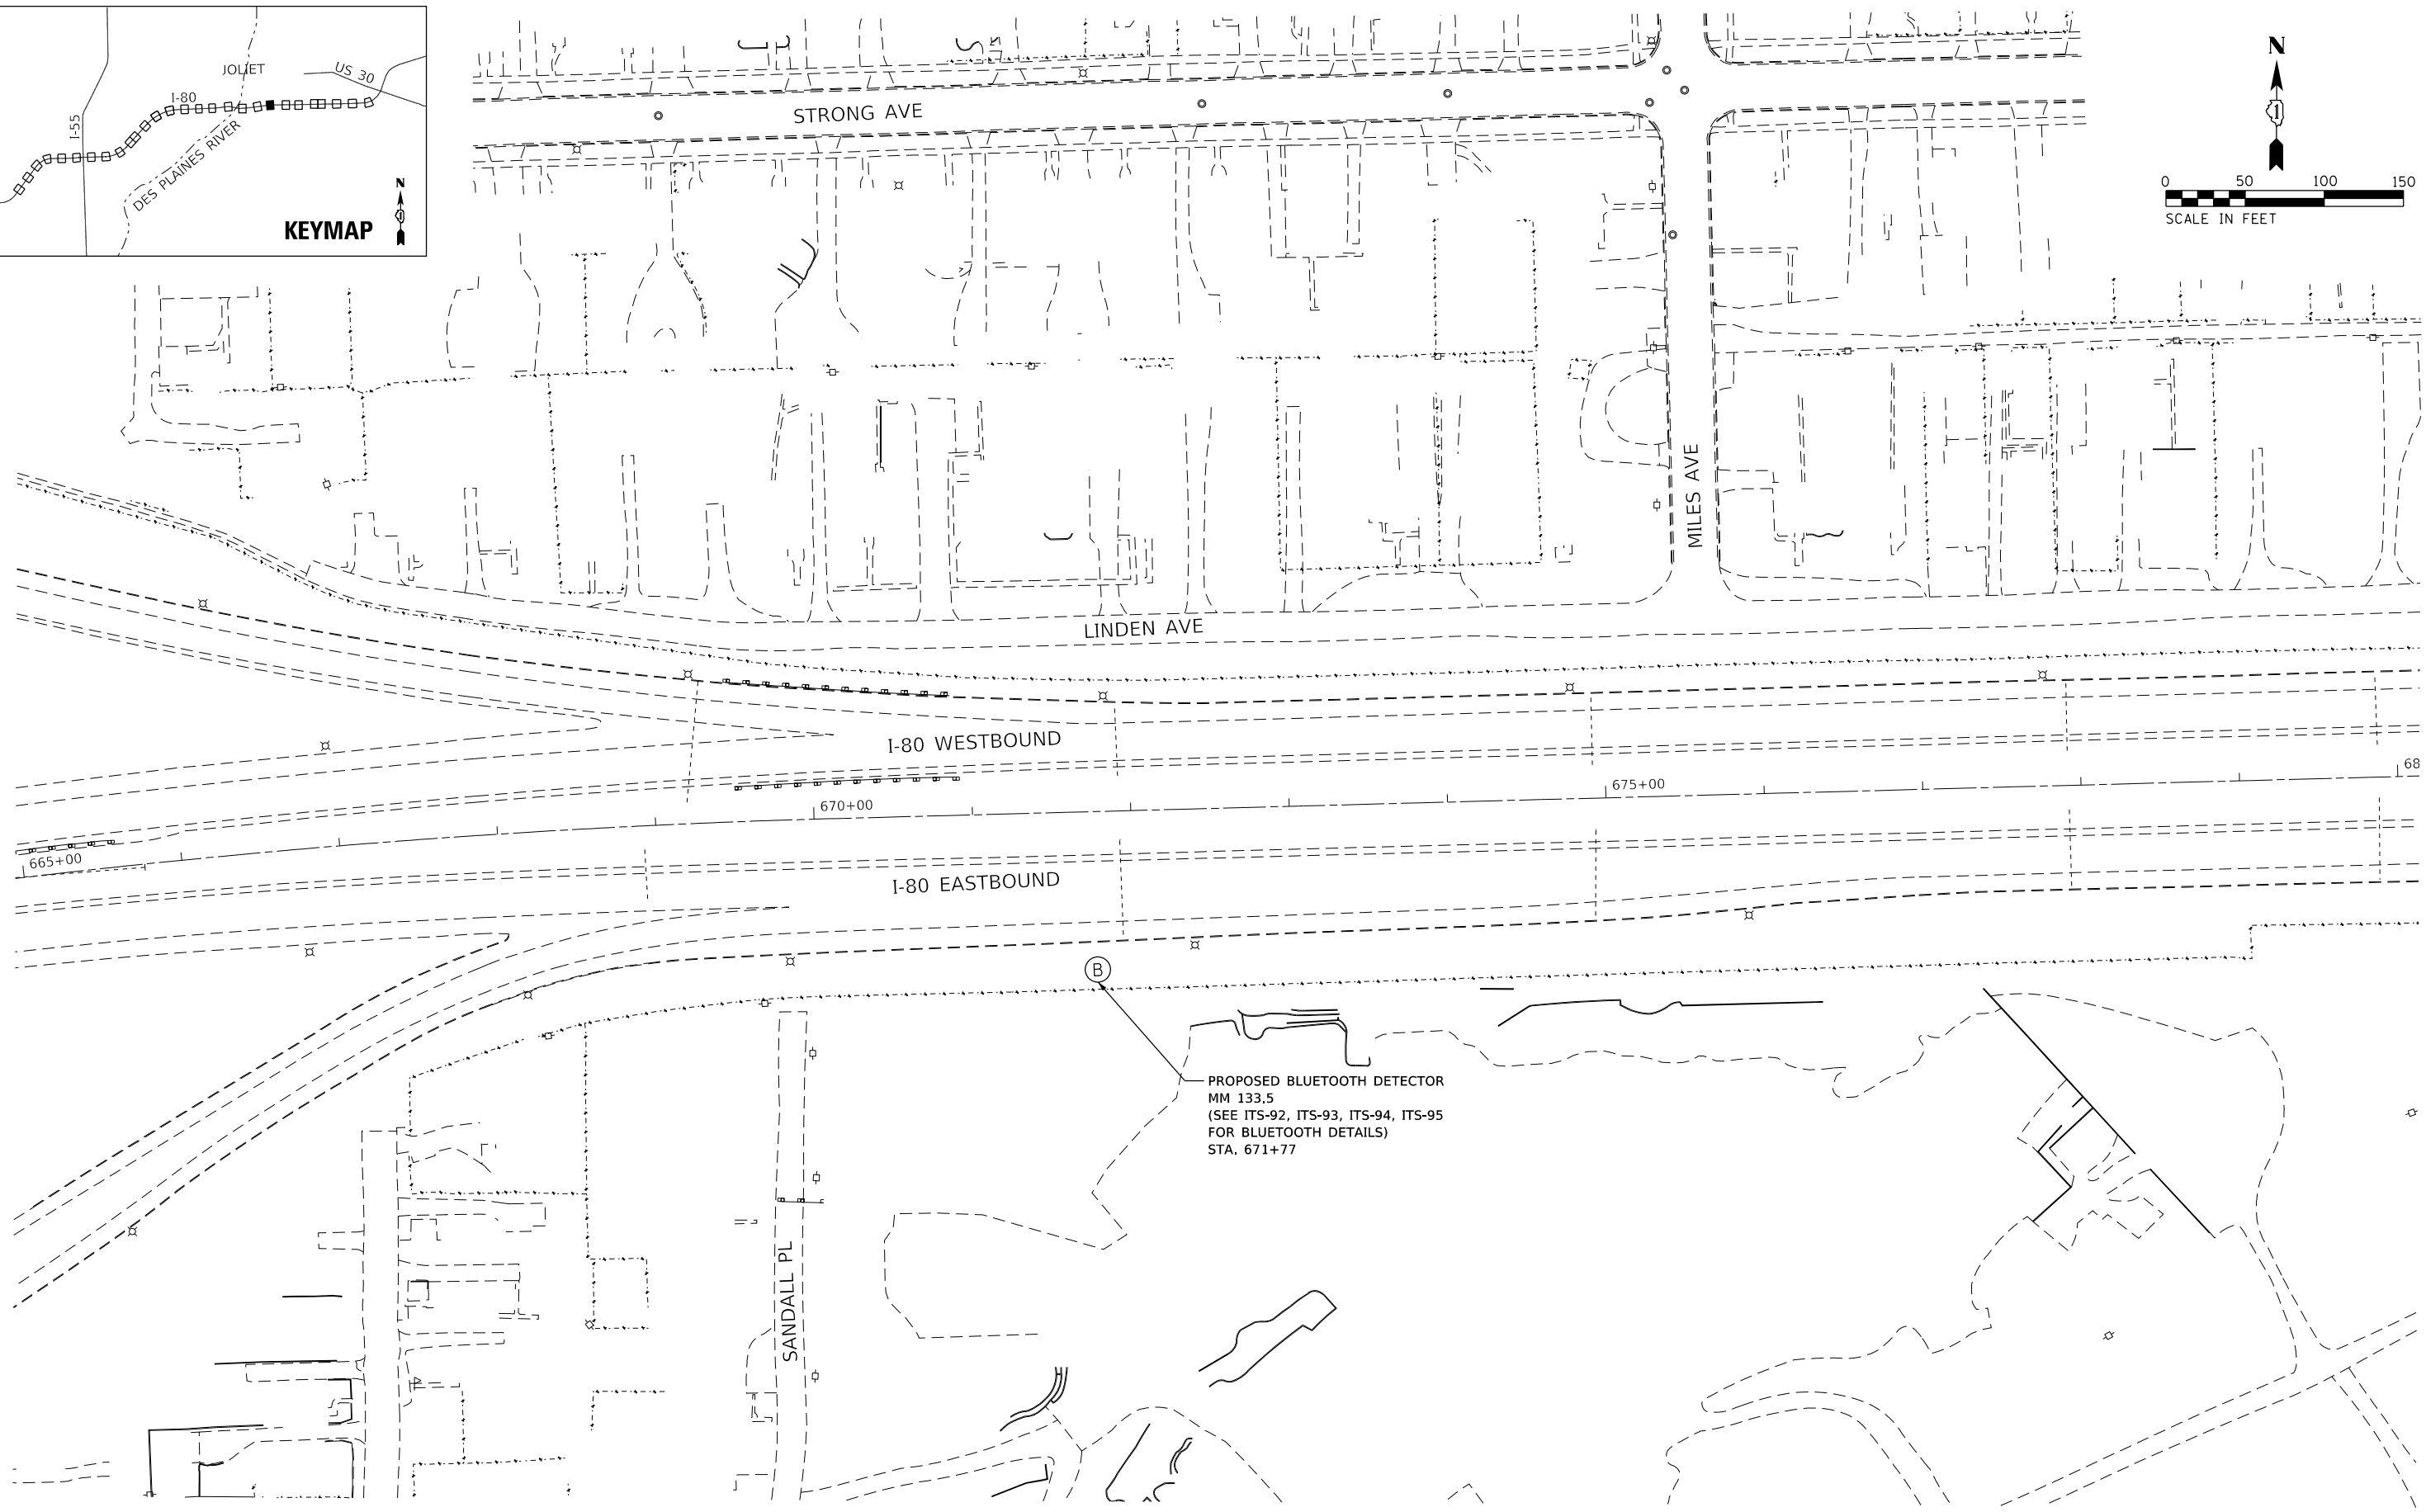 JOLIET
US 30
I-80
I-55
DES PLAINES RIVER
N
KEYMAP
STRONG AVE
N
0 50 100 150
SCALE IN FEET
MILES AVE
LINDEN AVE
I-80 WESTBOUND
670+00
675+00
68
665+00
I-80 EASTBOUND
B
PROPOSED BLUETOOTH DETECTOR
MM 133.5
(SEE ITS-92, ITS-93, ITS-94, ITS-95
FOR BLUETOOTH DETAILS)
STA. 671+77
SANDALL PL